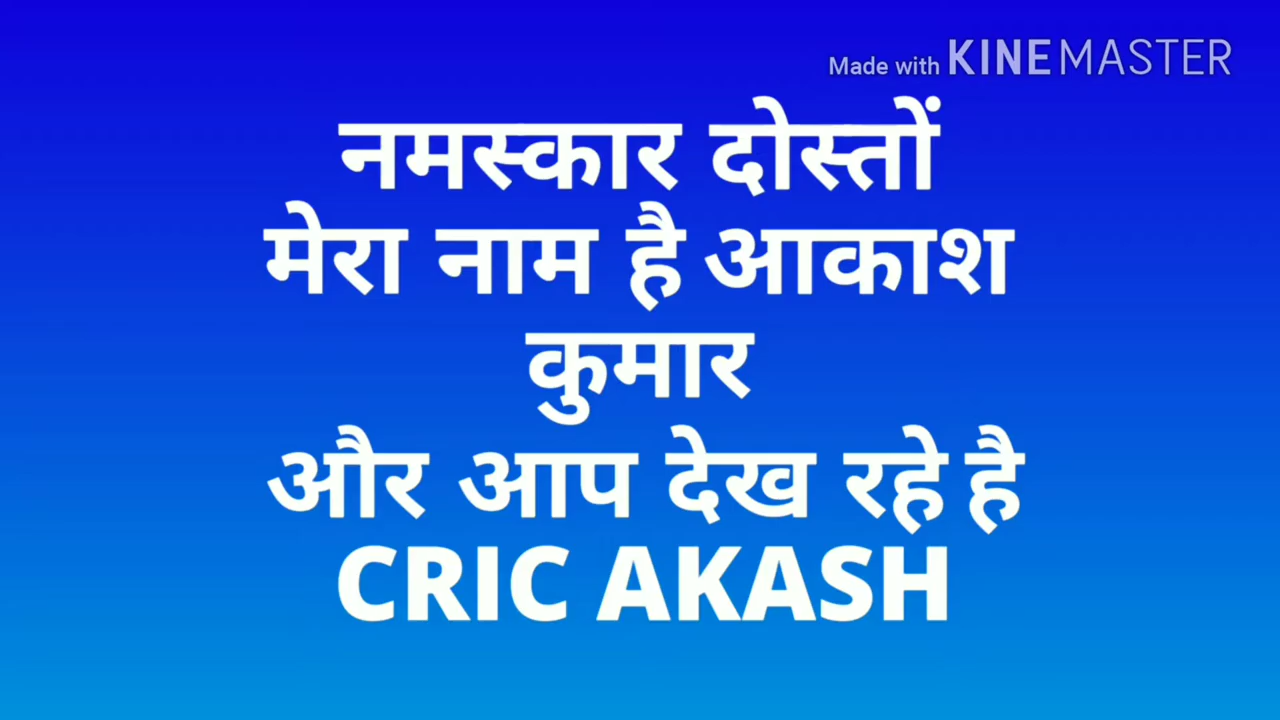 Made with KINEMASTER
नमस्कार दोस्तों
मेरा नाम है आकाश
कुमार
और आप देख रहे है
CRIC AKASH